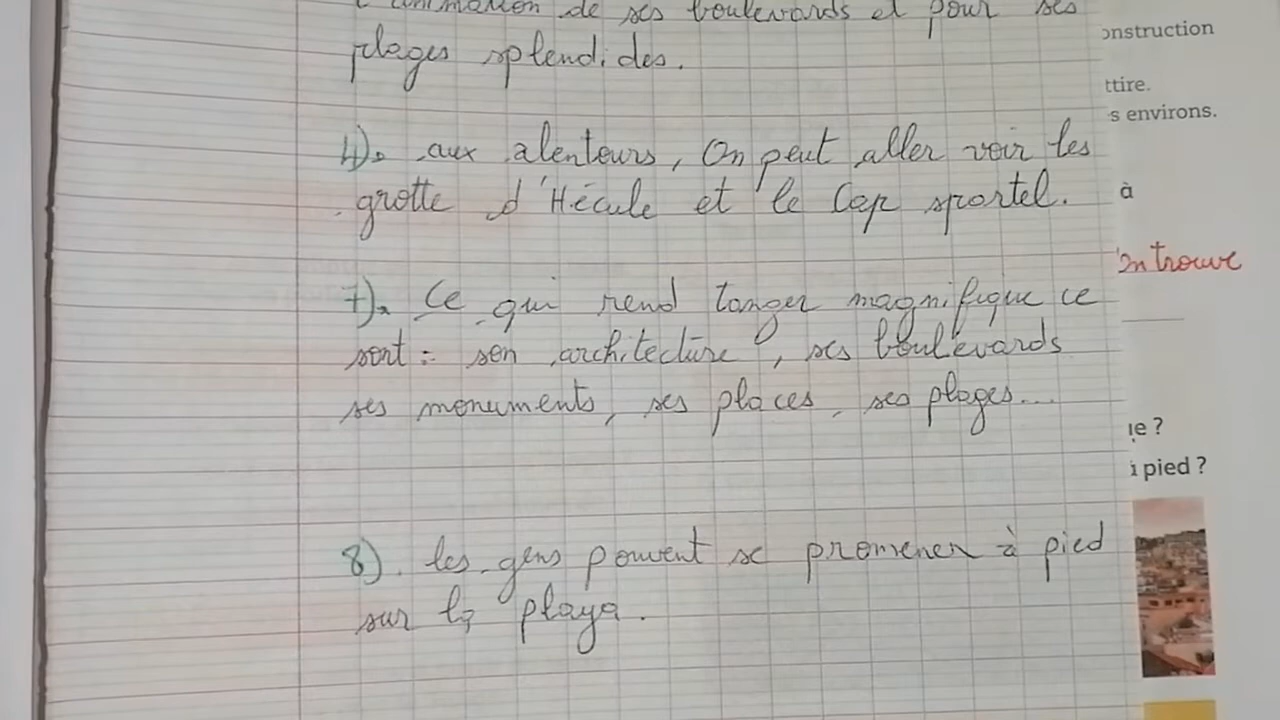 l'animation de ses boulevards et pour ses
plages splendides.
4). aux alenteurs, On peut aller voir les
grotte d'Hécule et le Cap spartel.
7). Ce qui rend tanger magnifique ce
sont : son architecture, ses boulevards
ses monuments, ses places, ses plages...
8). les gens peuvent se promener à pied
sur la playa.
onstruction
ttire.
s environs.
à
On trouve
ue ?
à pied ?